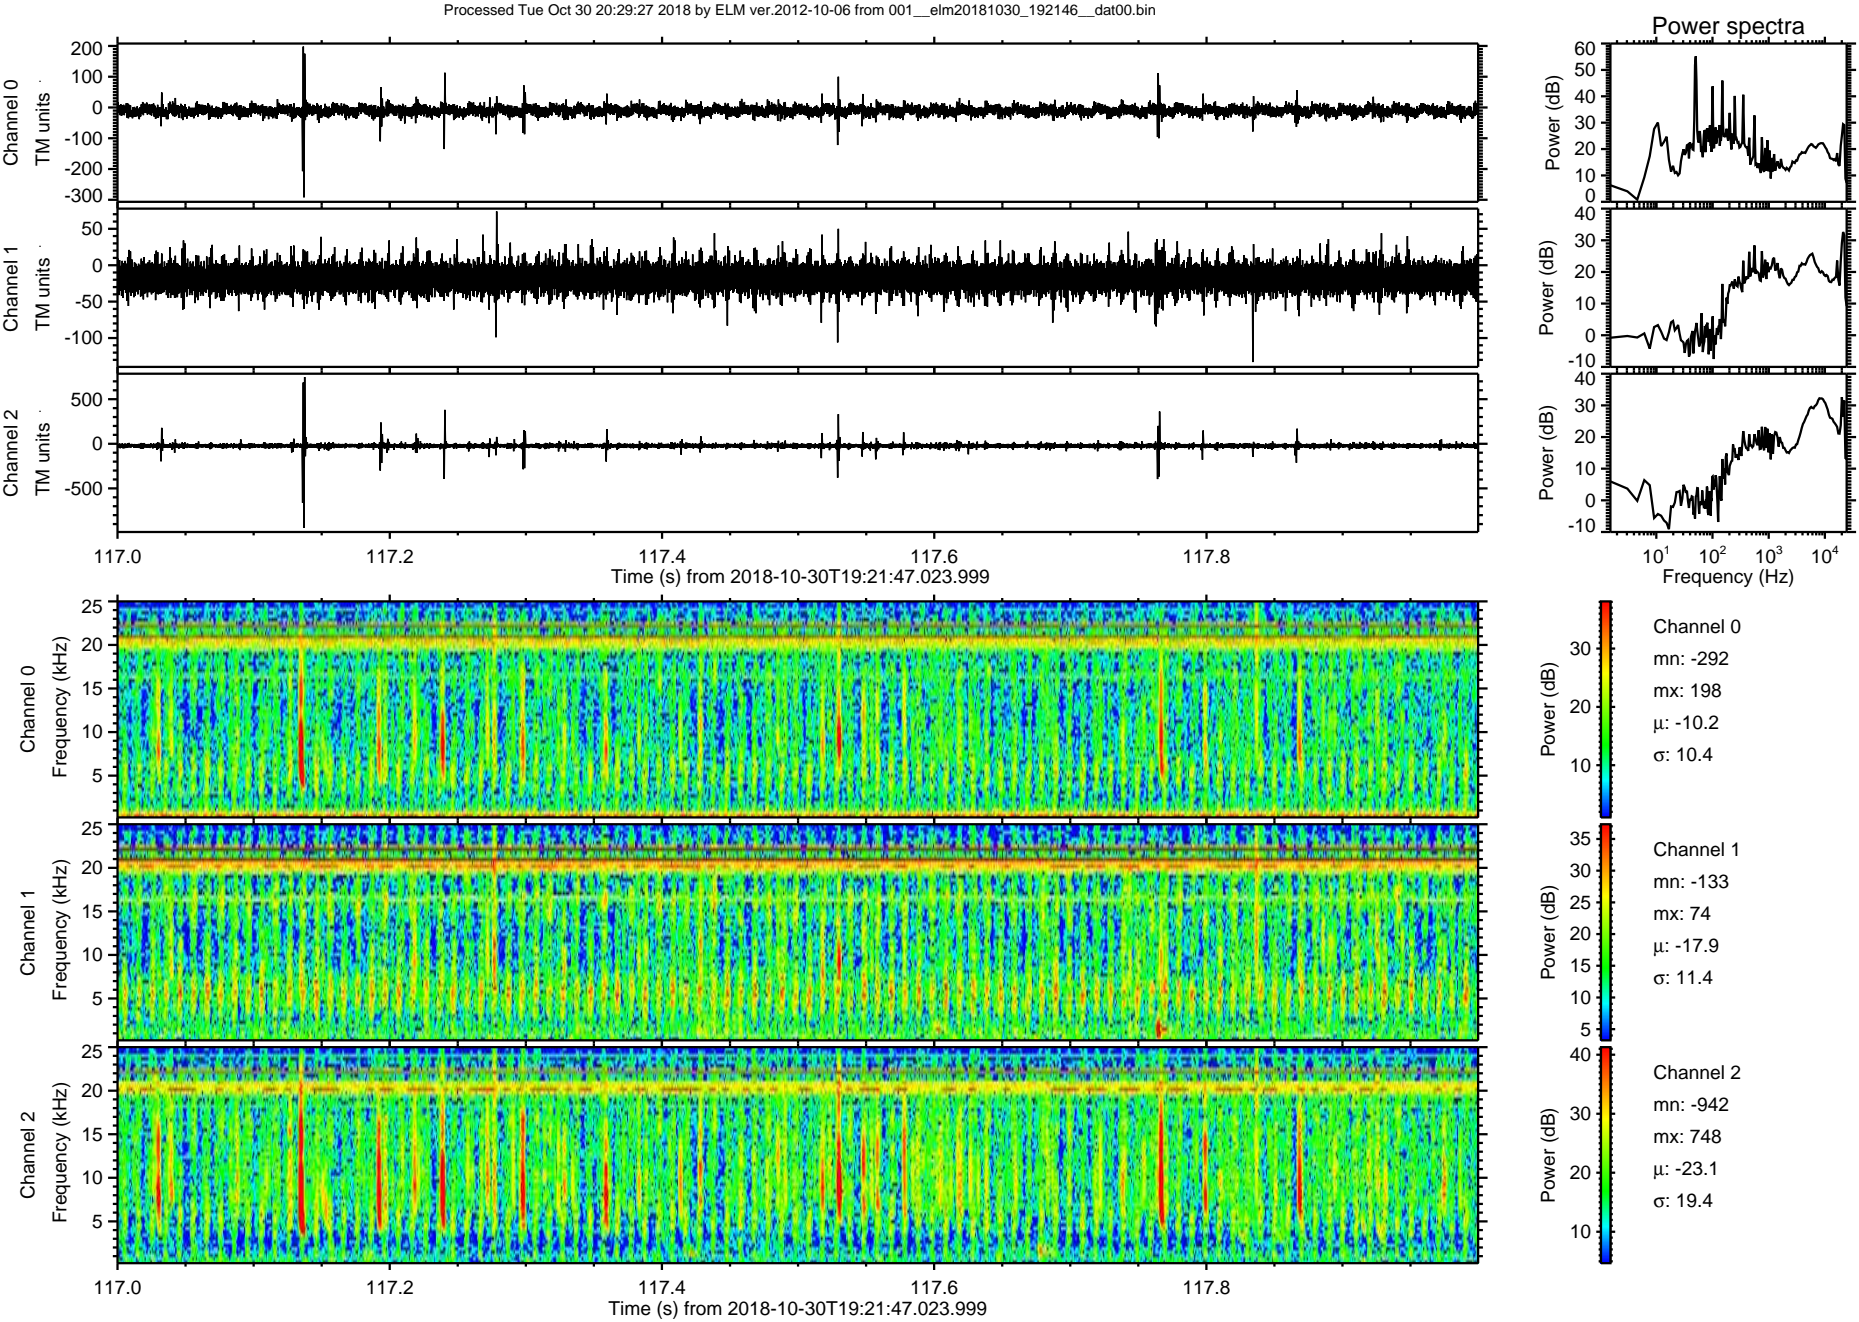 Processed Tue Oct 30 20:29:27 2018 by ELM ver.2012-10-06 from 001__elm20181030_192146__dat00.bin
Power spectra
Channel 0
TM units
200
100
0
-100
-200
-300
Power (dB)
60
50
40
30
20
10
0
Channel 1
TM units
50
0
-50
-100
Power (dB)
40
30
20
10
0
-10
Channel 2
TM units
500
0
-500
Power (dB)
40
30
20
10
0
-10
117.0 117.2 117.4 117.6 117.8
Time (s) from 2018-10-30T19:21:47.023.999
10¹ 10² 10³ 10⁴
Frequency (Hz)
Channel 0
Frequency (kHz)
25
20
15
10
5
Power (dB)
30
20
10
Channel 0
mn: -292
mx: 198
μ: -10.2
σ: 10.4
Channel 1
Frequency (kHz)
25
20
15
10
5
Power (dB)
35
30
25
20
15
10
5
Channel 1
mn: -133
mx: 74
μ: -17.9
σ: 11.4
Channel 2
Frequency (kHz)
25
20
15
10
5
Power (dB)
40
30
20
10
Channel 2
mn: -942
mx: 748
μ: -23.1
σ: 19.4
117.0 117.2 117.4 117.6 117.8
Time (s) from 2018-10-30T19:21:47.023.999